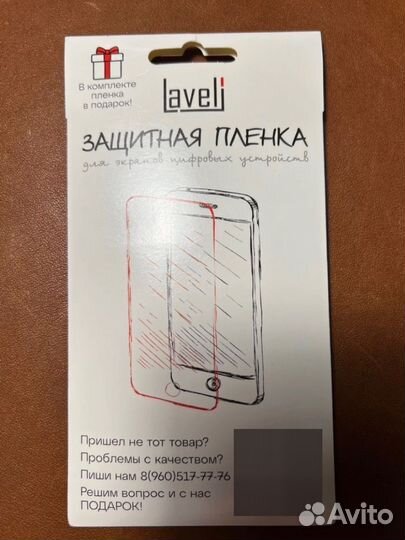 В комплекте
пленка
в подарок!
Laveli
ЗАЩИТНАЯ ПЛЕНКА
для экранов цифровых устройств
Пришел не тот товар?
Проблемы с качеством?
Пиши нам 8(960)517-77-76
Решим вопрос и с нас
ПОДАРОК!
Avito